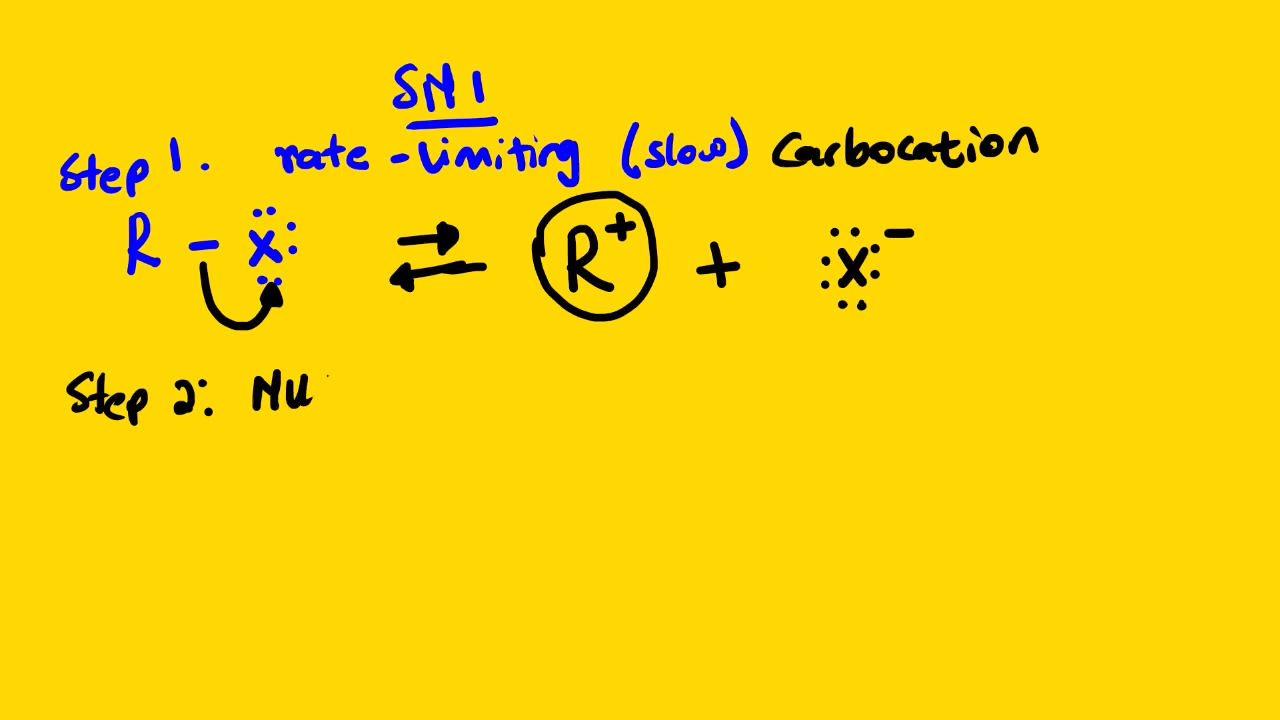 SN1
Step 1. rate-limiting (slow) Carbocation
R - X ⇌ R+ + X-
Step 2: Nu